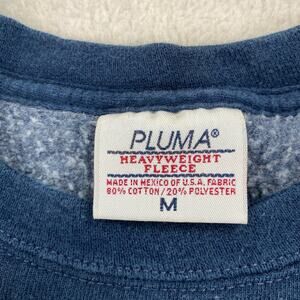 PLUMA®
HEAVYWEIGHT
FLEECE
MADE IN MEXICO OF U.S.A. FABRIC
80% COTTON/20% POLYESTER
M